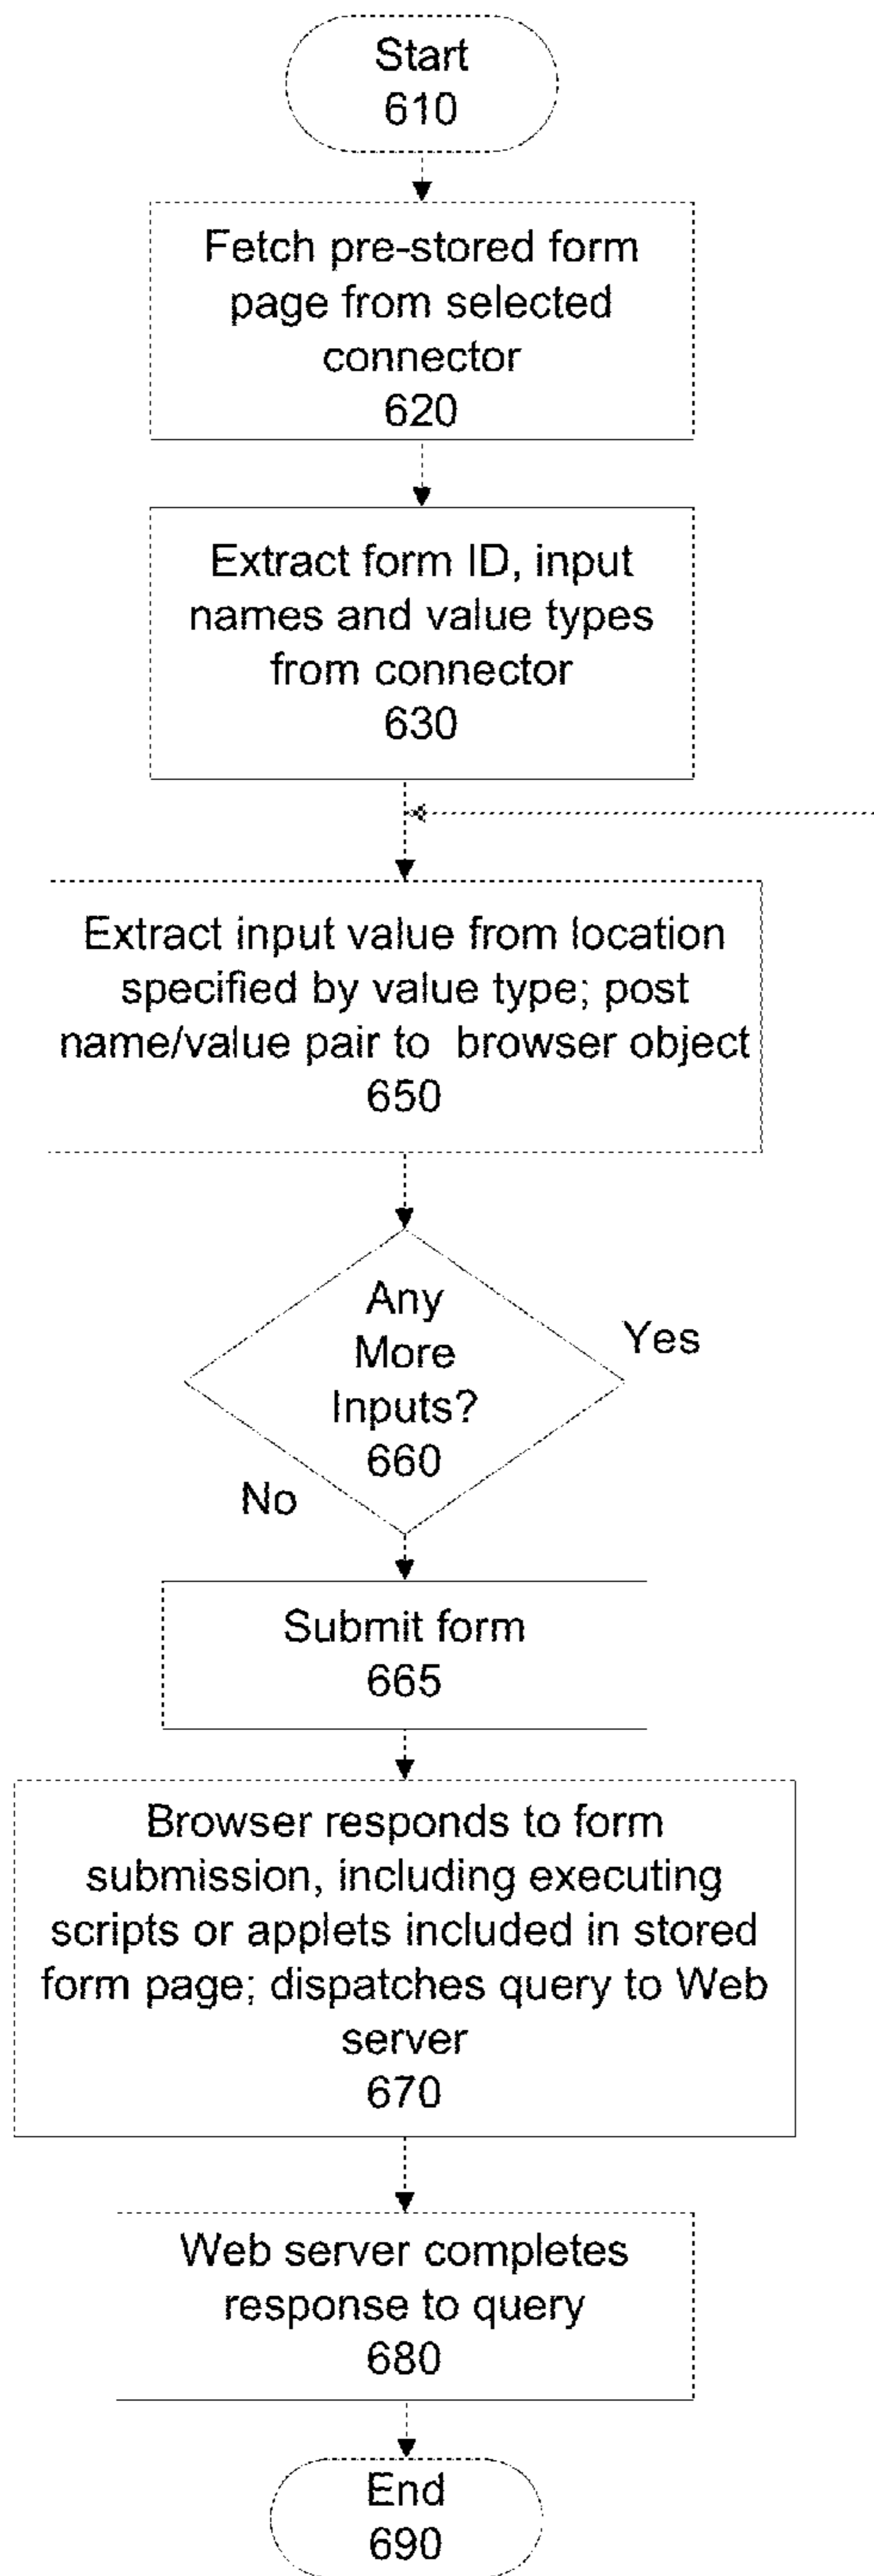 Start
610
Fetch pre-stored form
page from selected
connector
620
Extract form ID, input
names and value types
from connector
630
Extract input value from location
specified by value type; post
name/value pair to browser object
650
Any
More
Inputs?
660
Yes
No
Submit form
665
Browser responds to form
submission, including executing
scripts or applets included in stored
form page; dispatches query to Web
server
670
Web server completes
response to query
680
End
690